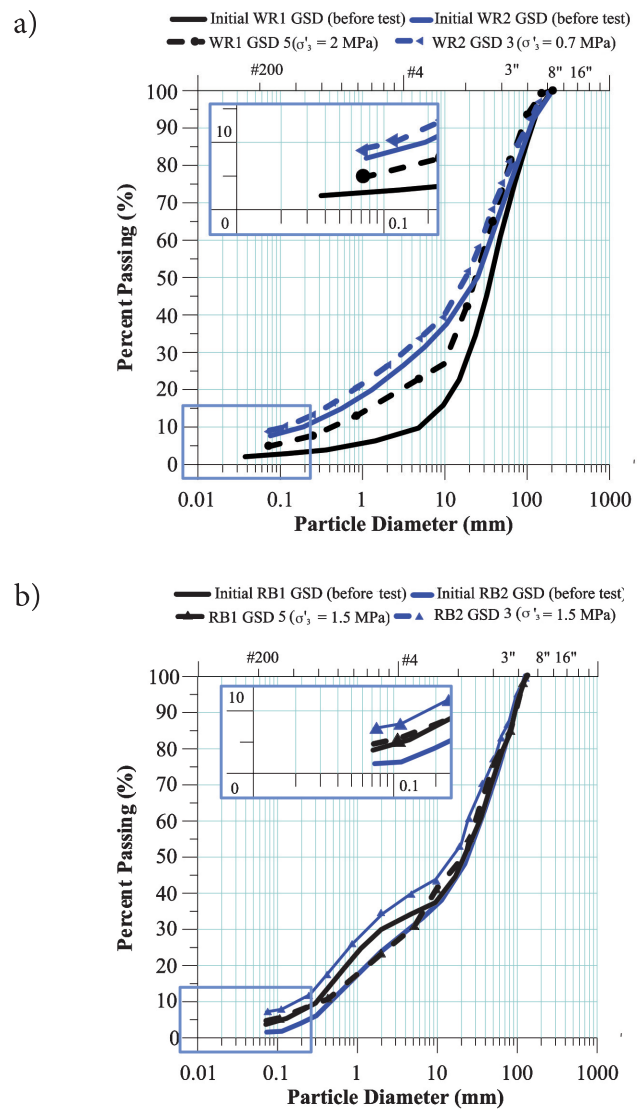 a)
Initial WR1 GSD (before test) Initial WR2 GSD (before test)
WR1 GSD 5(σ'3 = 2 MPa) WR2 GSD 3 (σ'3 = 0.7 MPa)
#200 #4 3" 8" 16"
100
90
80
70
60
50
40
30
20
10
0
Percent Passing (%)
10
0
0.1
0.01 0.1 1 10 100 1000
Particle Diameter (mm)
b)
Initial RB1 GSD (before test) Initial RB2 GSD (before test)
RB1 GSD 5 (σ'3 = 1.5 MPa) RB2 GSD 3 (σ'3 = 1.5 MPa)
#200 #4 3" 8" 16"
100
90
80
70
60
50
40
30
20
10
0
Percent Passing (%)
10
0
0.1
0.01 0.1 1 10 100 1000
Particle Diameter (mm)